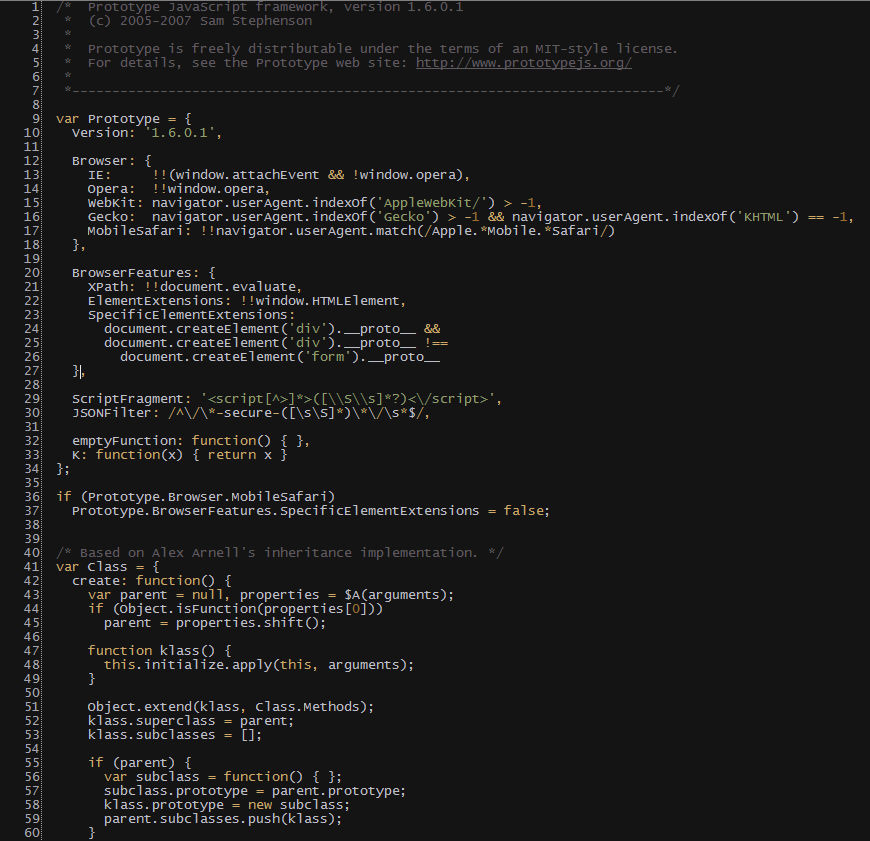 1 /*  Prototype JavaScript framework, version 1.6.0.1
2  *  (c) 2005-2007 Sam Stephenson
3  *
4  *  Prototype is freely distributable under the terms of an MIT-style license.
5  *  For details, see the Prototype web site: http://www.prototypejs.org/
6  *
7  *--------------------------------------------------------------------------*/
8
9 var Prototype = {
10   Version: '1.6.0.1',
11
12   Browser: {
13     IE:     !!(window.attachEvent && !window.opera),
14     Opera:  !!window.opera,
15     WebKit: navigator.userAgent.indexOf('AppleWebKit/') > -1,
16     Gecko:  navigator.userAgent.indexOf('Gecko') > -1 && navigator.userAgent.indexOf('KHTML') == -1,
17     MobileSafari: !!navigator.userAgent.match(/Apple.*Mobile.*Safari/)
18   },
19
20   BrowserFeatures: {
21     XPath: !!document.evaluate,
22     ElementExtensions: !!window.HTMLElement,
23     SpecificElementExtensions:
24       document.createElement('div').__proto__ &&
25       document.createElement('div').__proto__ !==
26         document.createElement('form').__proto__
27   },
28
29   ScriptFragment: '<script[^>]*>([\\S\\s]*?)<\/script>',
30   JSONFilter: /^\/\*-secure-([\s\S]*)\*\/\s*$/,
31
32   emptyFunction: function() { },
33   K: function(x) { return x }
34 };
35
36 if (Prototype.Browser.MobileSafari)
37   Prototype.BrowserFeatures.SpecificElementExtensions = false;
38
39
40 /* Based on Alex Arnell's inheritance implementation. */
41 var Class = {
42   create: function() {
43     var parent = null, properties = $A(arguments);
44     if (Object.isFunction(properties[0]))
45       parent = properties.shift();
46
47     function klass() {
48       this.initialize.apply(this, arguments);
49     }
50
51     Object.extend(klass, Class.Methods);
52     klass.superclass = parent;
53     klass.subclasses = [];
54
55     if (parent) {
56       var subclass = function() { };
57       subclass.prototype = parent.prototype;
58       klass.prototype = new subclass;
59       parent.subclasses.push(klass);
60     }